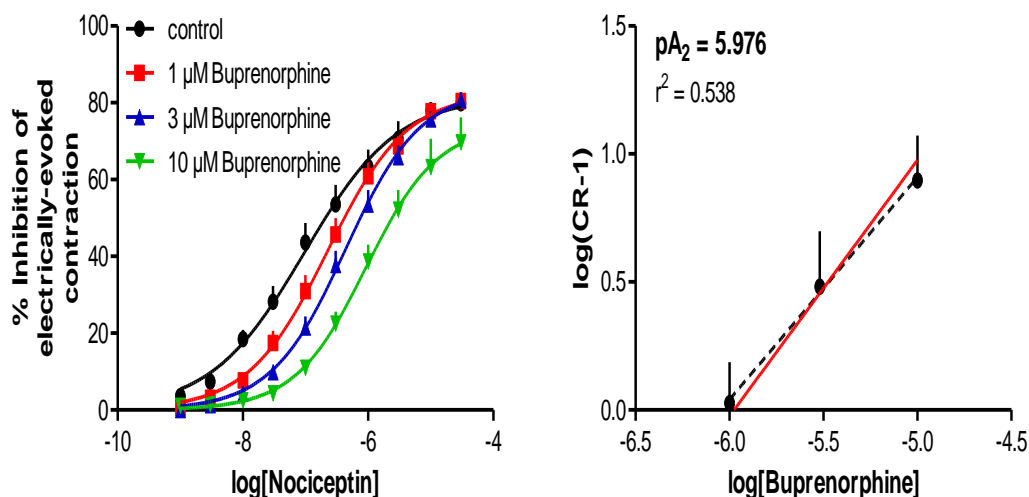 100
80
60
40
20
0
% Inhibition of
electrically-evoked
contraction
control
1 µM Buprenorphine
3 µM Buprenorphine
10 µM Buprenorphine
-10
-8
-6
-4
log[Nociceptin]
1.5
1.0
0.5
0.0
log(CR-1)
pA₂ = 5.976
r² = 0.538
-6.5
-6.0
-5.5
-5.0
-4.5
log[Buprenorphine]